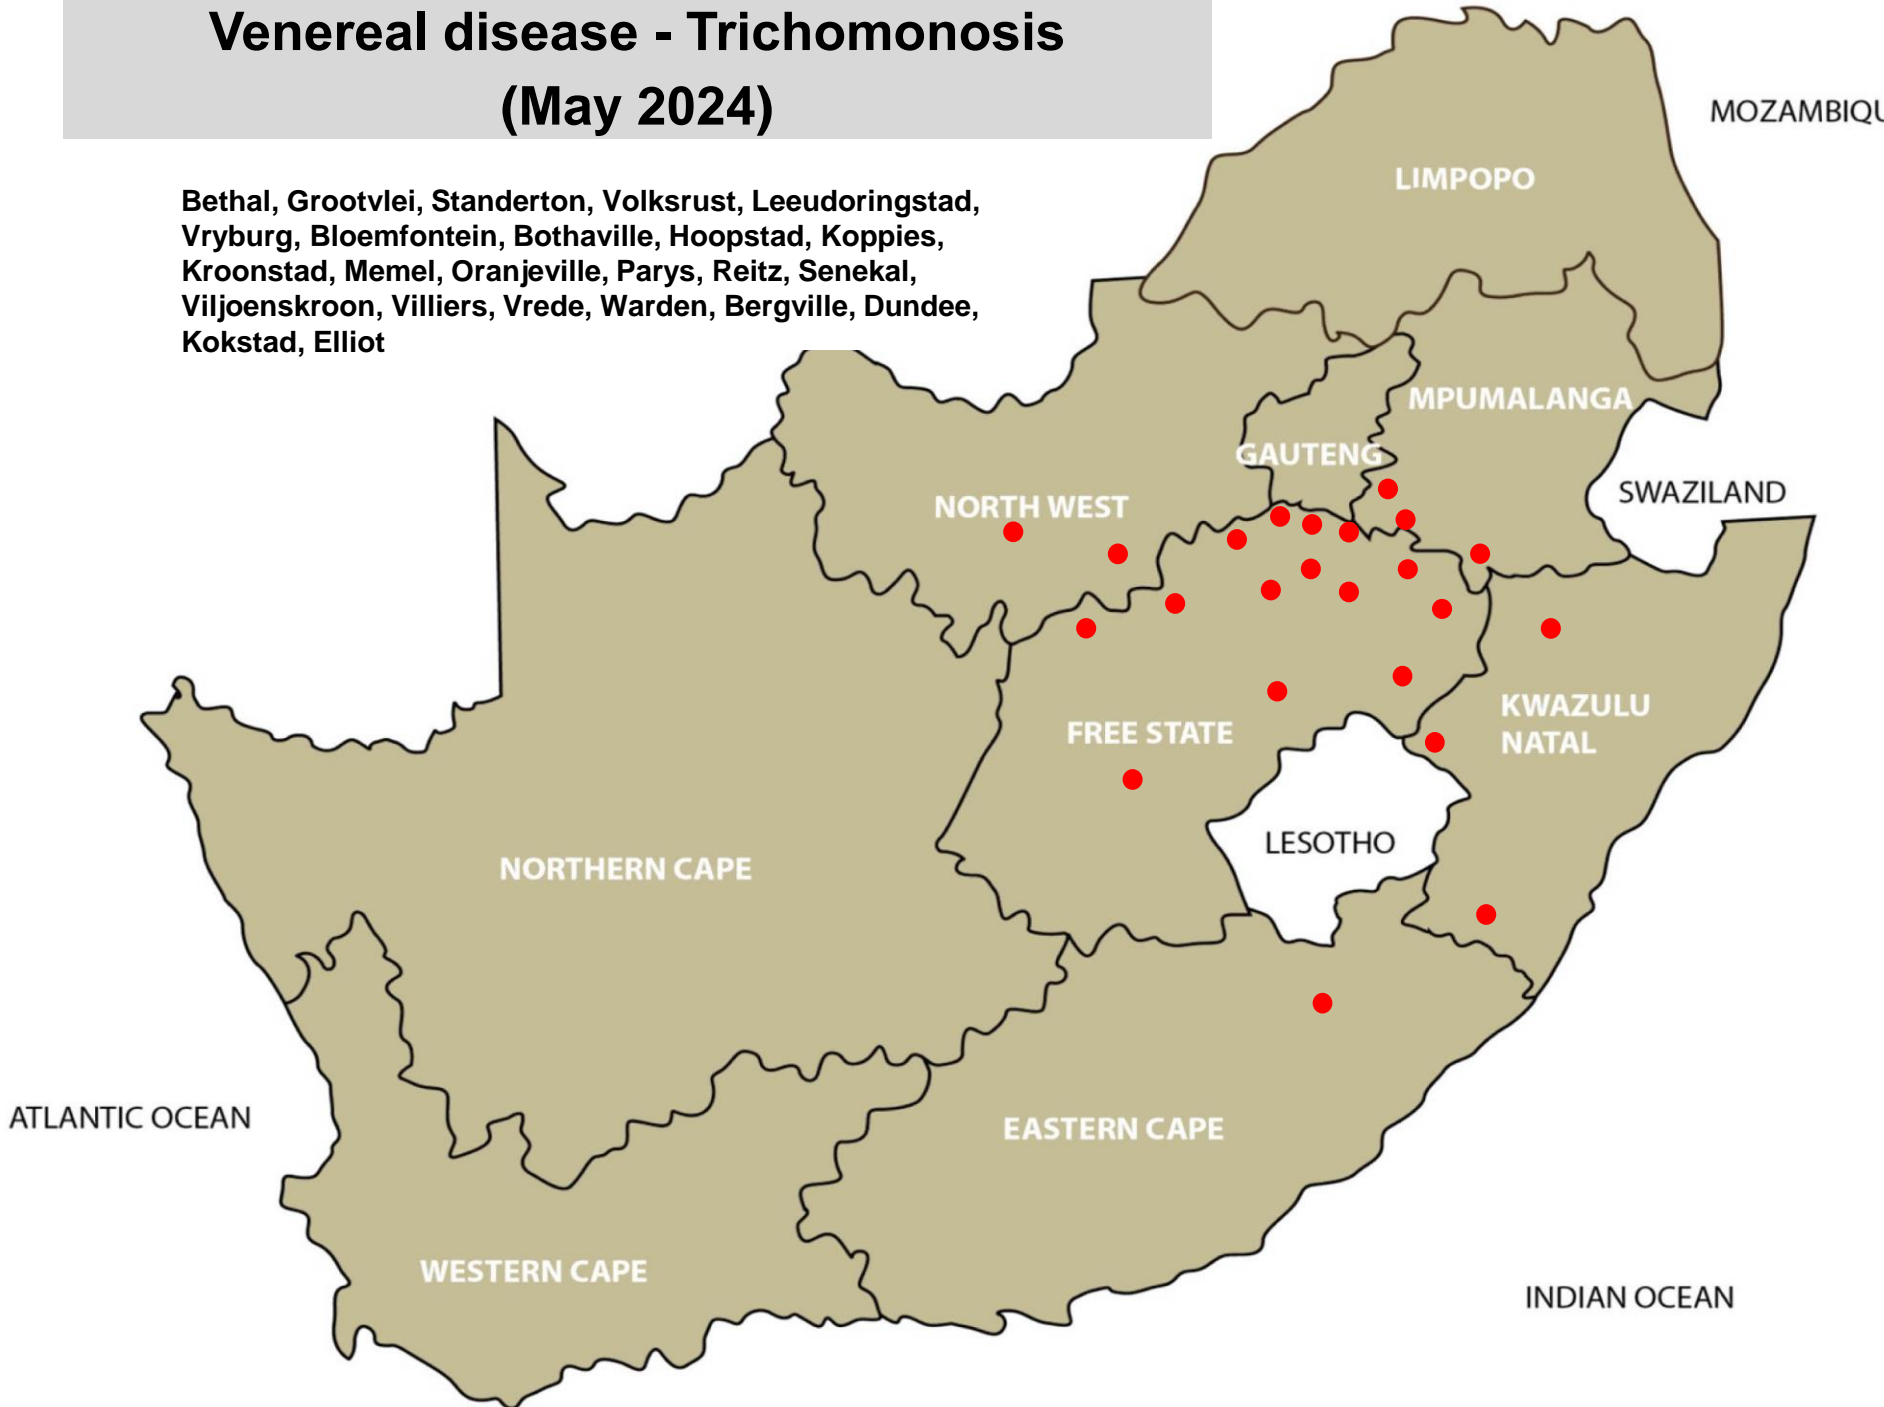 Venereal disease - Trichomonosis
(May 2024)
Bethal, Grootvlei, Standerton, Volksrust, Leeudoringstad,
Vryburg, Bloemfontein, Bothaville, Hoopstad, Koppies,
Kroonstad, Memel, Oranjeville, Parys, Reitz, Senekal,
Viljoenskroon, Villiers, Vrede, Warden, Bergville, Dundee,
Kokstad, Elliot
MOZAMBIQU
LIMPOPO
MPUMALANGA
GAUTENG
SWAZILAND
NORTH WEST
KWAZULU
NATAL
FREE STATE
LESOTHO
NORTHERN CAPE
ATLANTIC OCEAN
EASTERN CAPE
WESTERN CAPE
INDIAN OCEAN